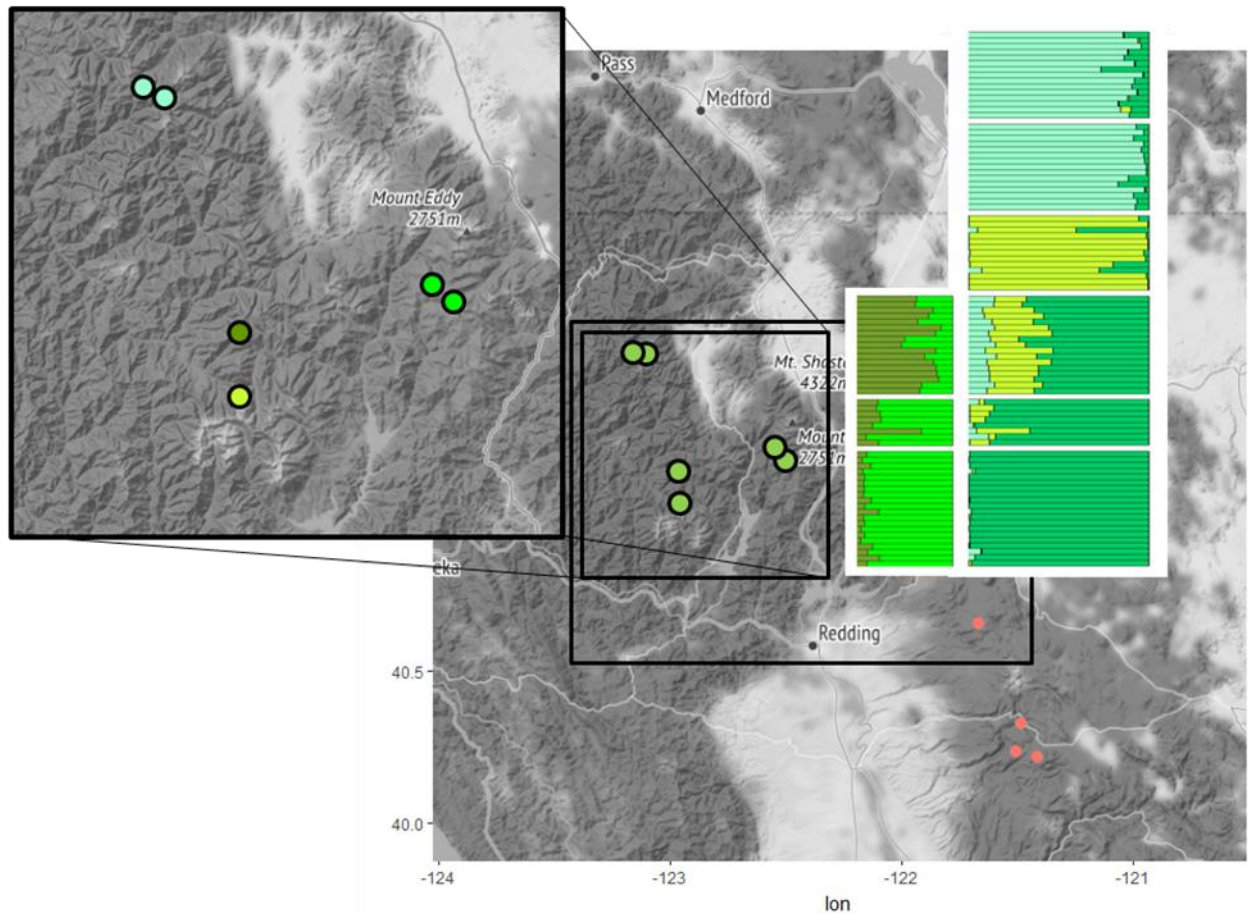 Pass
Medford
Mount Eddy
2751m
Mt. Shast
4322m
Mount
2751m
eka
Redding
40.5
40.0
-124
-123
-122
-121
lon